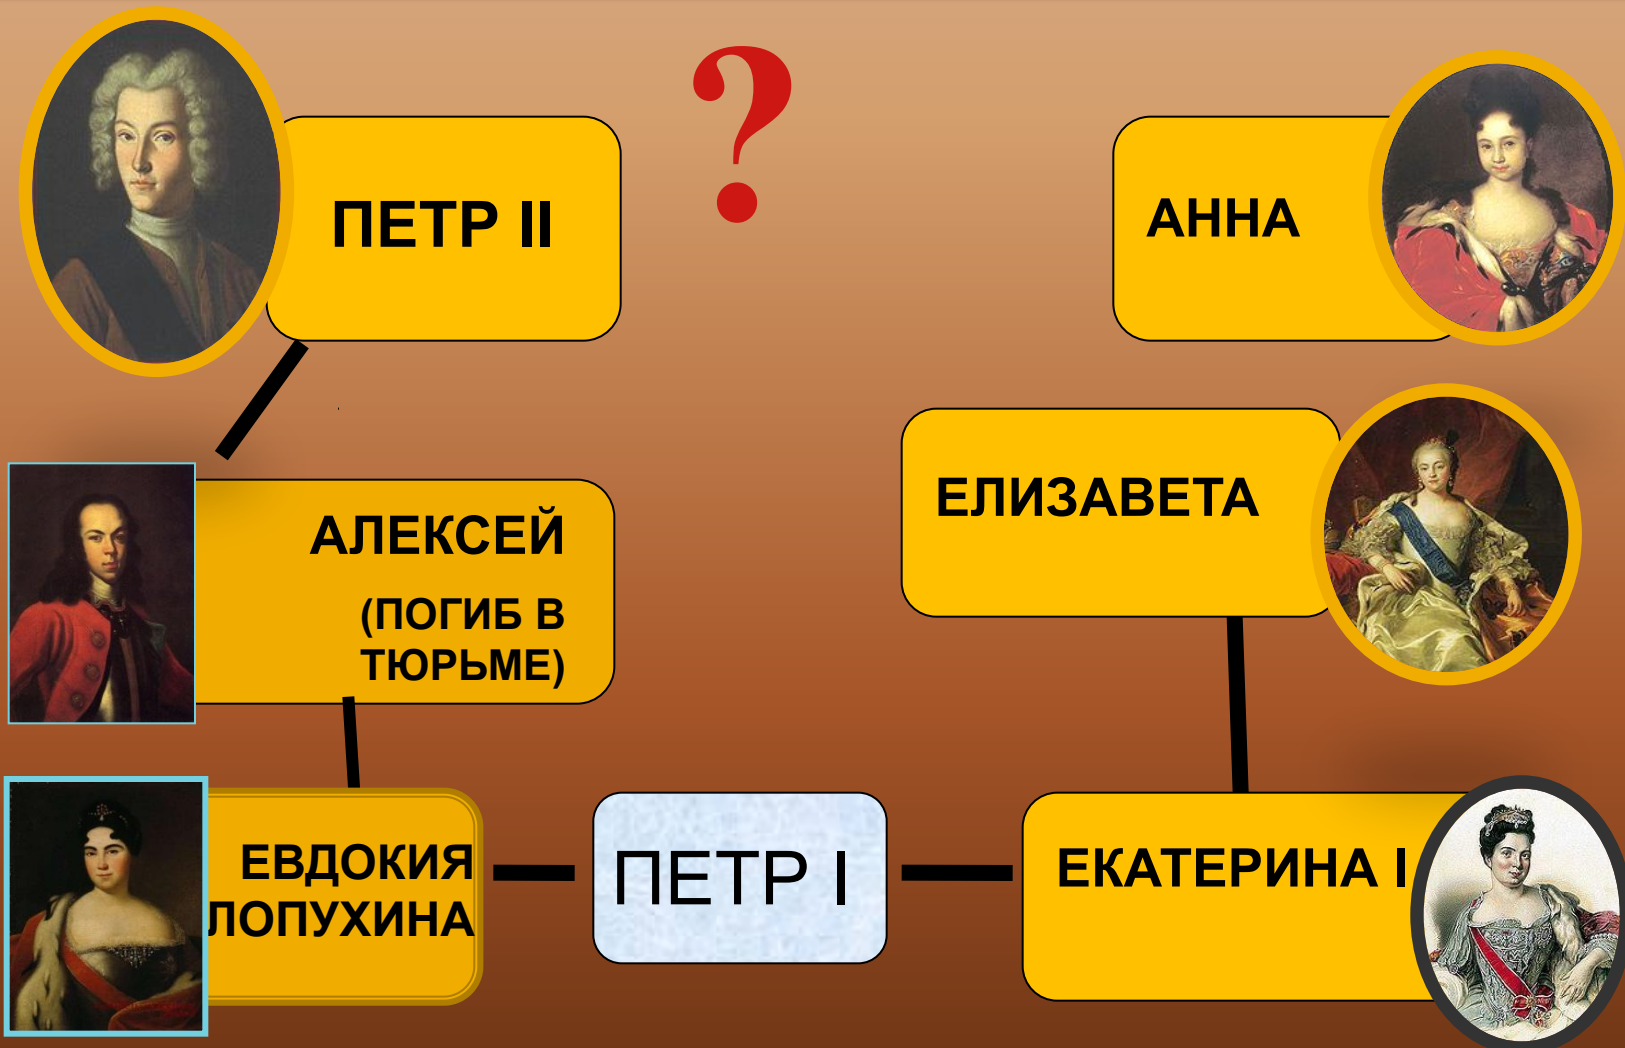 ?
ПЕТР II
АННА
ЕЛИЗАВЕТА
АЛЕКСЕЙ
(ПОГИБ В
ТЮРЬМЕ)
ЕВДОКИЯ
ЛОПУХИНА
ПЕТР I
ЕКАТЕРИНА I